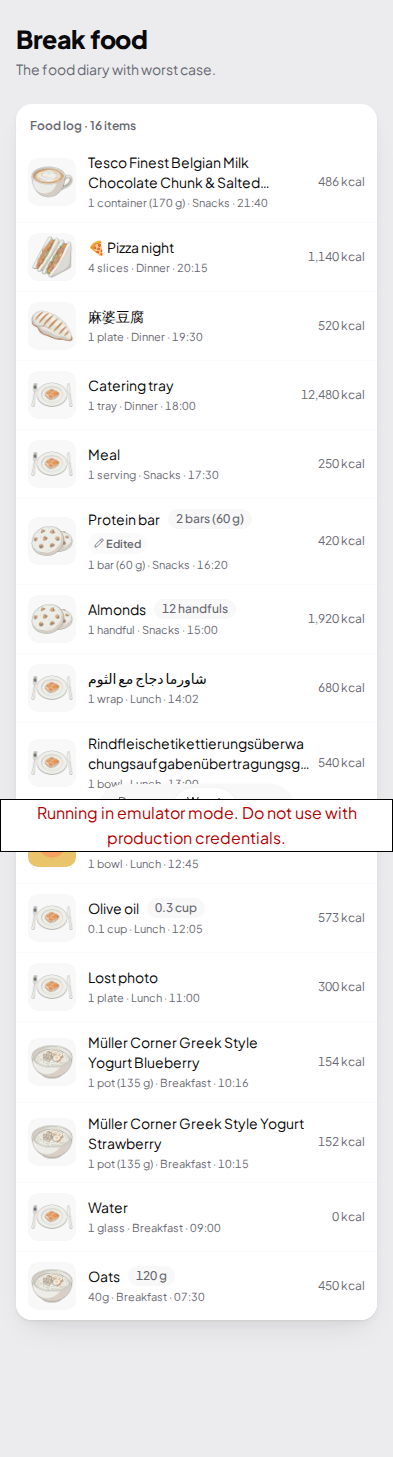 Break food
The food diary with worst case.
Food log · 16 items
Tesco Finest Belgian Milk
Chocolate Chunk & Salted…
486 kcal
1 container (170 g) · Snacks · 21:40
🍕 Pizza night
1,140 kcal
4 slices · Dinner · 20:15
麻婆豆腐
520 kcal
1 plate · Dinner · 19:30
Catering tray
12,480 kcal
1 tray · Dinner · 18:00
Meal
250 kcal
1 serving · Snacks · 17:30
Protein bar 2 bars (60 g)
Edited
420 kcal
1 bar (60 g) · Snacks · 16:20
Almonds 12 handfuls
1,920 kcal
1 handful · Snacks · 15:00
شاورما دجاج مع الثوم
680 kcal
1 wrap · Lunch · 14:02
Rindfleischetikettierungsüberwa
chungsaufgabenübertragungsg…
540 kcal
1 bowl · Lunch · 13:00
Running in emulator mode. Do not use with
production credentials.
1 bowl · Lunch · 12:45
Olive oil 0.3 cup
573 kcal
0.1 cup · Lunch · 12:05
Lost photo
300 kcal
1 plate · Lunch · 11:00
Müller Corner Greek Style
Yogurt Blueberry
154 kcal
1 pot (135 g) · Breakfast · 10:16
Müller Corner Greek Style Yogurt
Strawberry
152 kcal
1 pot (135 g) · Breakfast · 10:15
Water
0 kcal
1 glass · Breakfast · 09:00
Oats 120 g
450 kcal
40g · Breakfast · 07:30